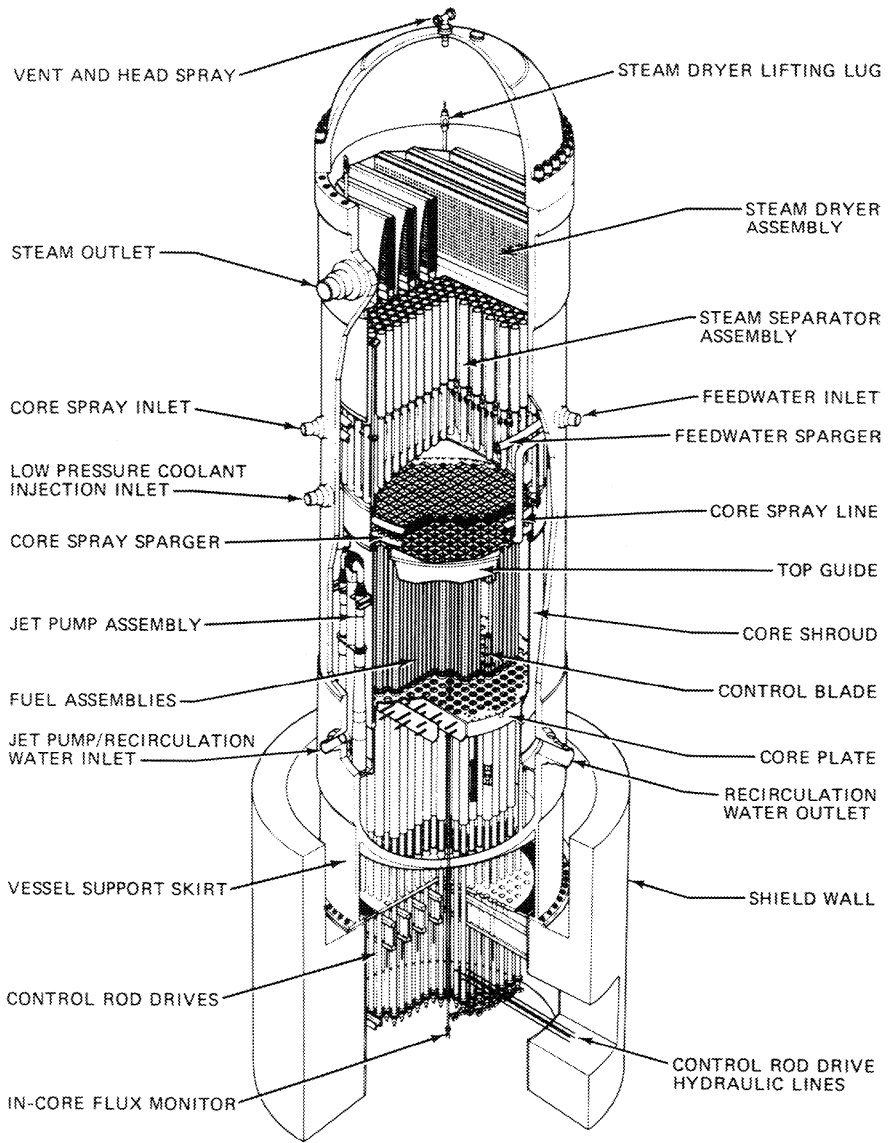 VENT AND HEAD SPRAY
STEAM DRYER LIFTING LUG
STEAM DRYER
ASSEMBLY
STEAM OUTLET
STEAM SEPARATOR
ASSEMBLY
CORE SPRAY INLET
FEEDWATER INLET
FEEDWATER SPARGER
LOW PRESSURE COOLANT
INJECTION INLET
CORE SPRAY LINE
CORE SPRAY SPARGER
TOP GUIDE
JET PUMP ASSEMBLY
CORE SHROUD
FUEL ASSEMBLIES
CONTROL BLADE
JET PUMP/RECIRCULATION
WATER INLET
CORE PLATE
RECIRCULATION
WATER OUTLET
VESSEL SUPPORT SKIRT
SHIELD WALL
CONTROL ROD DRIVES
CONTROL ROD DRIVE
HYDRAULIC LINES
IN-CORE FLUX MONITOR